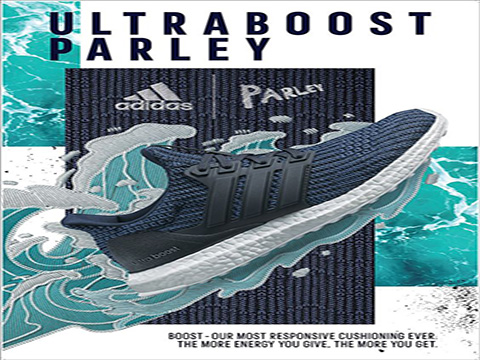 ULTRABOOST
PARLEY
adidas
PARLEY
ultraboost
BOOST - OUR MOST RESPONSIVE CUSHIONING EVER.
THE MORE ENERGY YOU GIVE, THE MORE YOU GET.